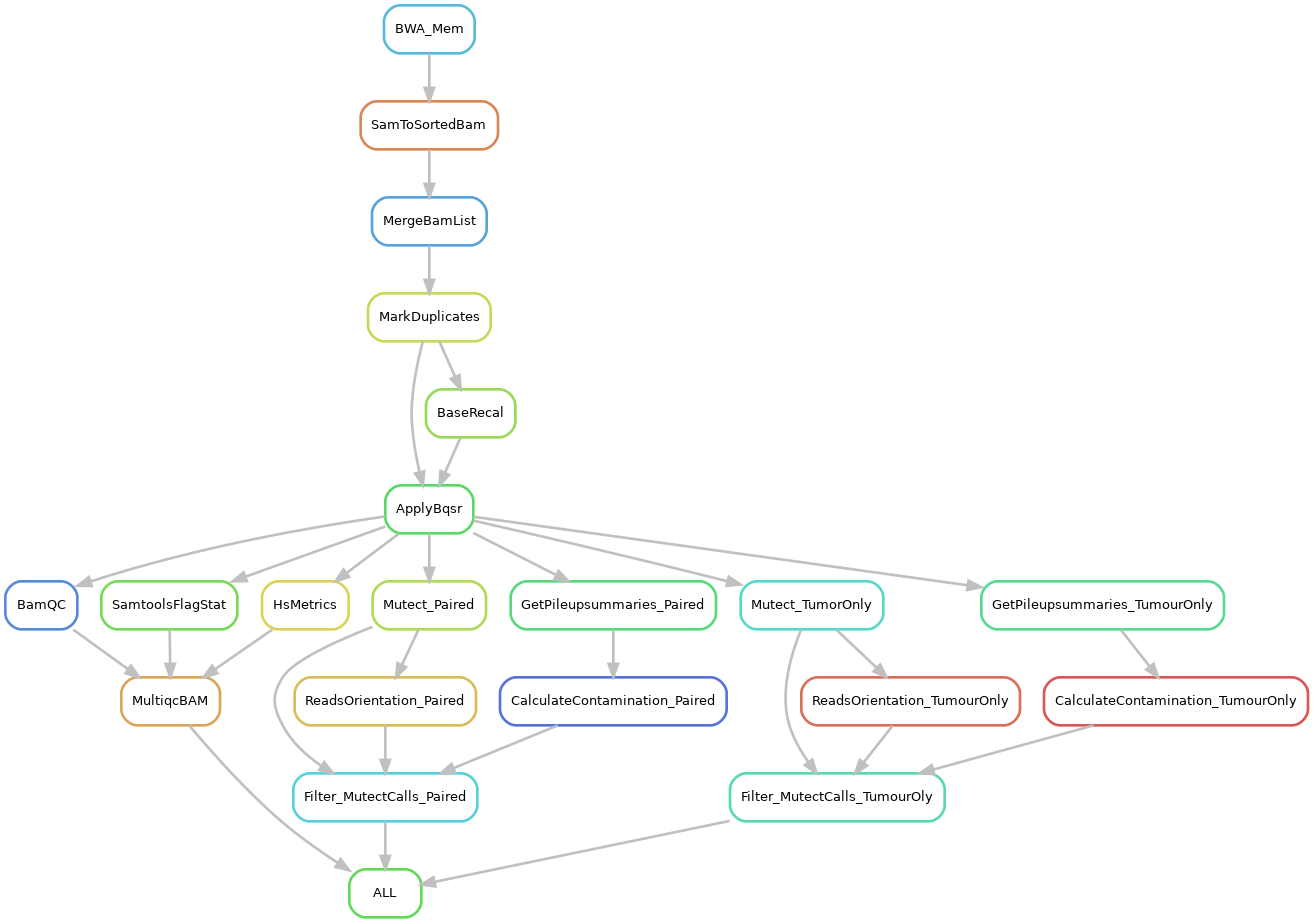 BWA_Mem
SamToSortedBam
MergeBamList
MarkDuplicates
BaseRecal
ApplyBqsr
BamQC
SamtoolsFlagStat
HsMetrics
Mutect_Paired
GetPileupsummaries_Paired
Mutect_TumorOnly
GetPileupsummaries_TumourOnly
MultiqcBAM
ReadsOrientation_Paired
CalculateContamination_Paired
ReadsOrientation_TumourOnly
CalculateContamination_TumourOnly
Filter_MutectCalls_Paired
Filter_MutectCalls_TumourOly
ALL